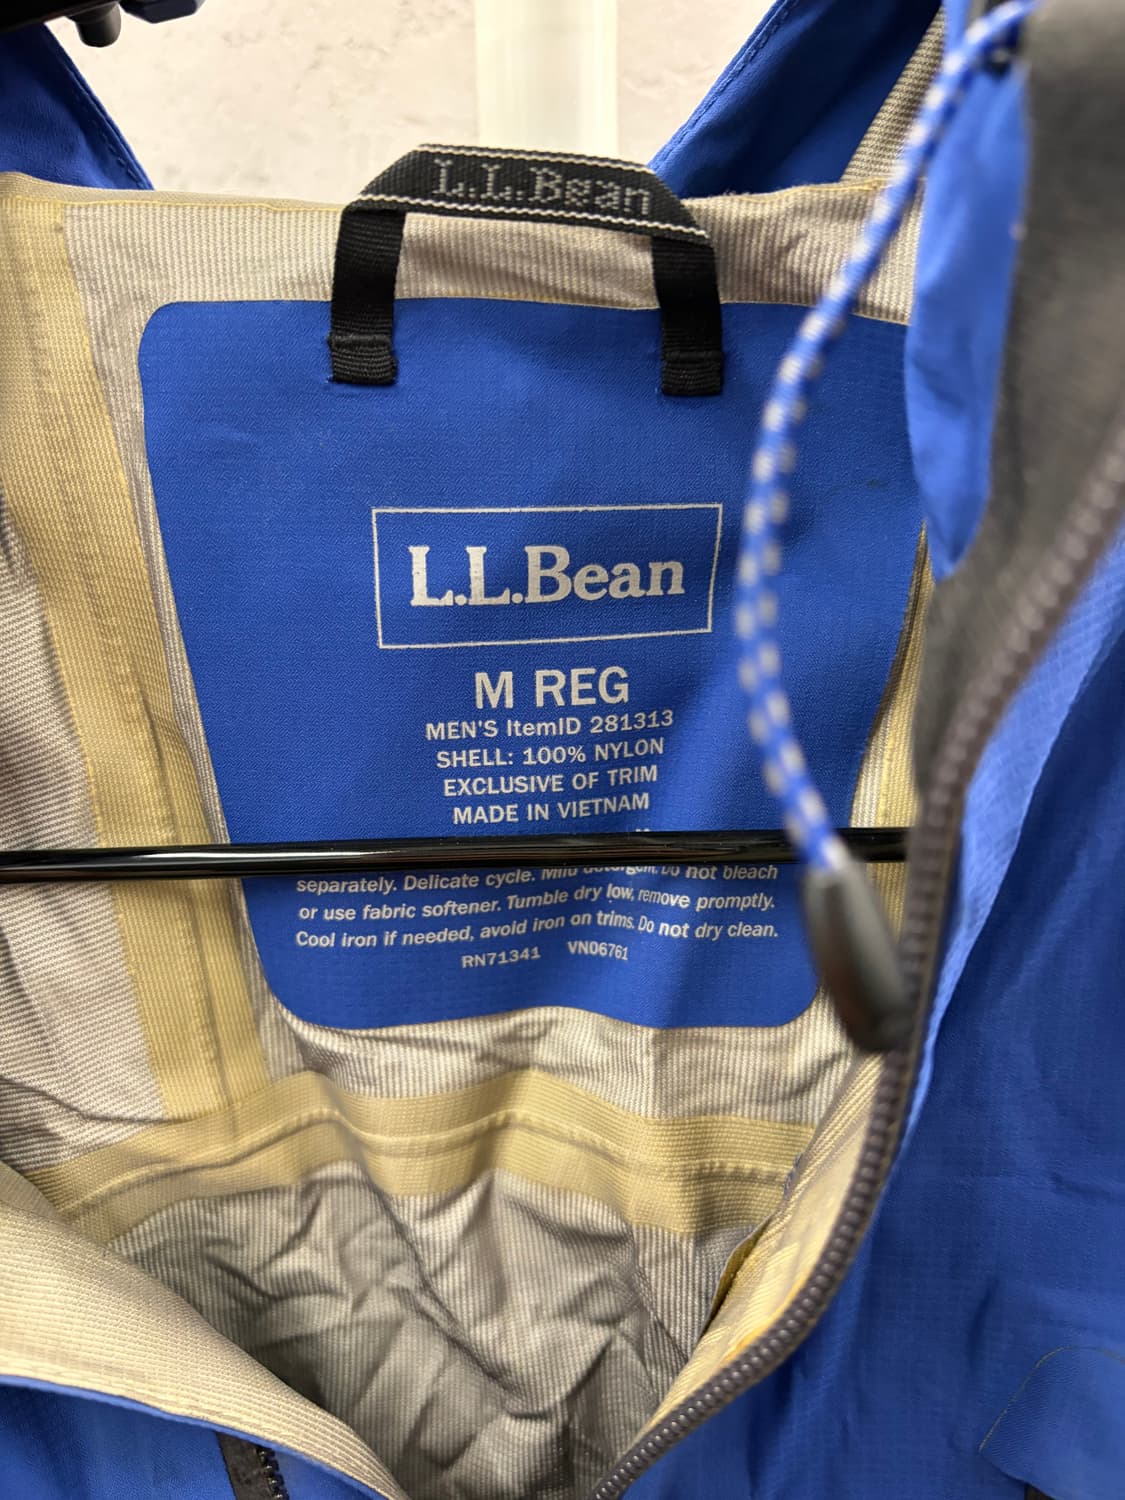 L.L.Bean
L.L.Bean
M REG
MEN'S ItemID 281313
SHELL: 100% NYLON
EXCLUSIVE OF TRIM
MADE IN VIETNAM
separately. Delicate cycle. Mild detergent. Do not bleach
or use fabric softener. Tumble dry low, remove promptly.
Cool iron if needed, avoid iron on trims. Do not dry clean.
RN71341 VN06761